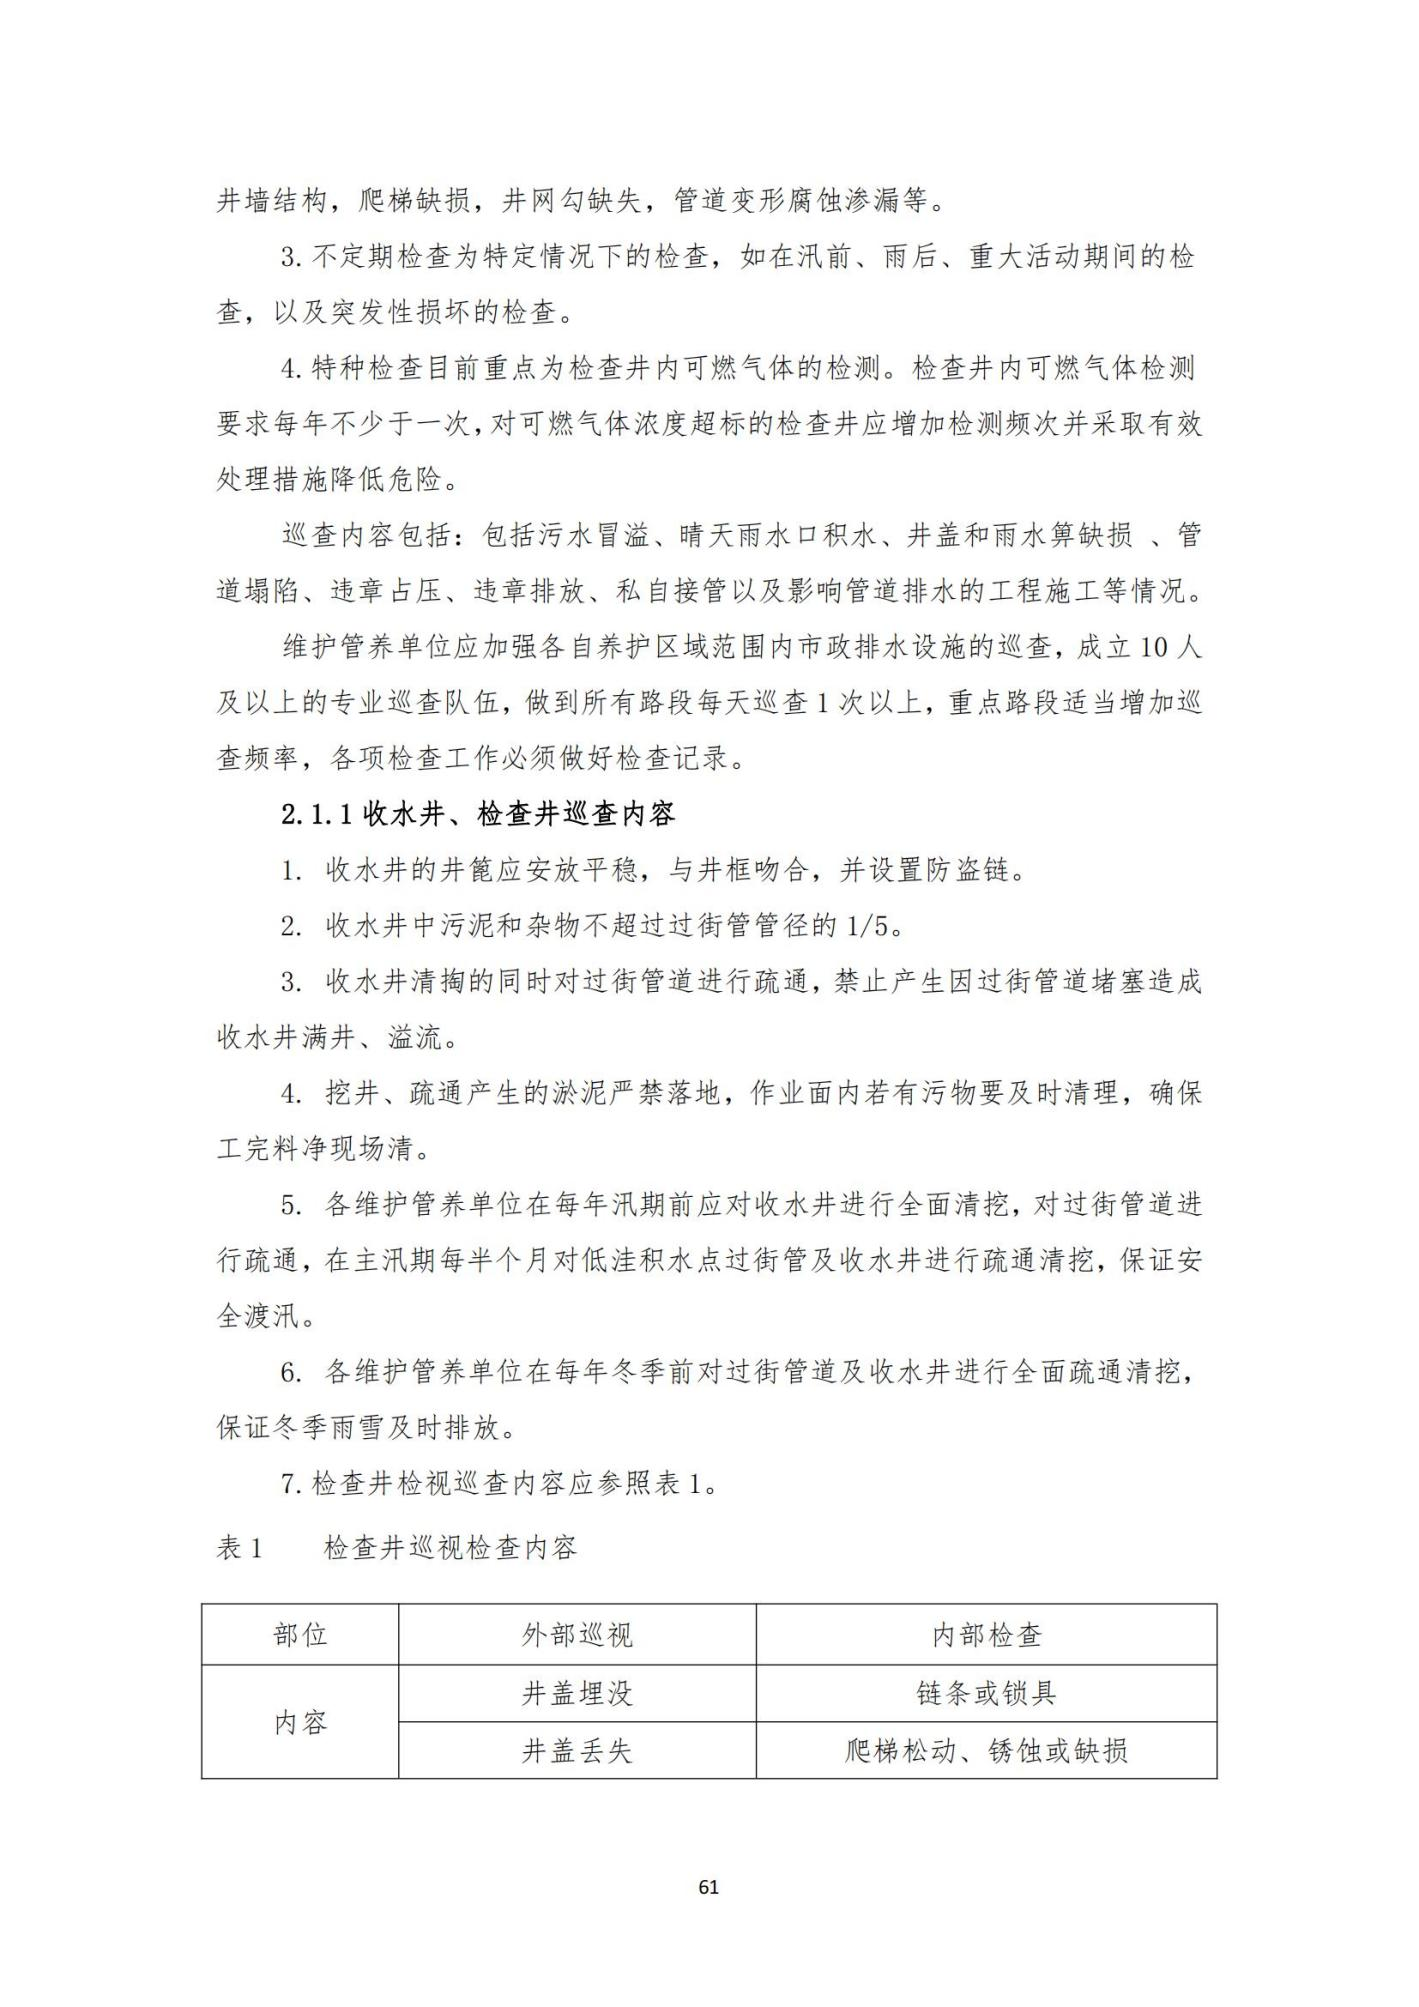 井墙结构，爬梯缺损，井网勾缺失，管道变形腐蚀渗漏等。
3.不定期检查为特定情况下的检查，如在汛前、雨后、重大活动期间的检
查，以及突发性损坏的检查。
4.特种检查目前重点为检查井内可燃气体的检测。检查井内可燃气体检测
要求每年不少于一次，对可燃气体浓度超标的检查井应增加检测频次并采取有效
处理措施降低危险。
巡查内容包括：包括污水冒溢、晴天雨水口积水、井盖和雨水箅缺损 、管
道塌陷、违章占压、违章排放、私自接管以及影响管道排水的工程施工等情况。
维护管养单位应加强各自养护区域范围内市政排水设施的巡查，成立 10 人
及以上的专业巡查队伍，做到所有路段每天巡查 1 次以上，重点路段适当增加巡
查频率，各项检查工作必须做好检查记录。
2.1.1 收水井、检查井巡查内容
1. 收水井的井篦应安放平稳，与井框吻合，并设置防盗链。
2. 收水井中污泥和杂物不超过过街管管径的 1/5。
3. 收水井清掏的同时对过街管道进行疏通，禁止产生因过街管道堵塞造成
收水井满井、溢流。
4. 挖井、疏通产生的淤泥严禁落地，作业面内若有污物要及时清理，确保
工完料净现场清。
5. 各维护管养单位在每年汛期前应对收水井进行全面清挖，对过街管道进
行疏通，在主汛期每半个月对低洼积水点过街管及收水井进行疏通清挖，保证安
全渡汛。
6. 各维护管养单位在每年冬季前对过街管道及收水井进行全面疏通清挖，
保证冬季雨雪及时排放。
7.检查井检视巡查内容应参照表 1。
表 1 检查井巡视检查内容
部位 外部巡视 内部检查
内容 井盖埋没 链条或锁具
井盖丢失 爬梯松动、锈蚀或缺损
61